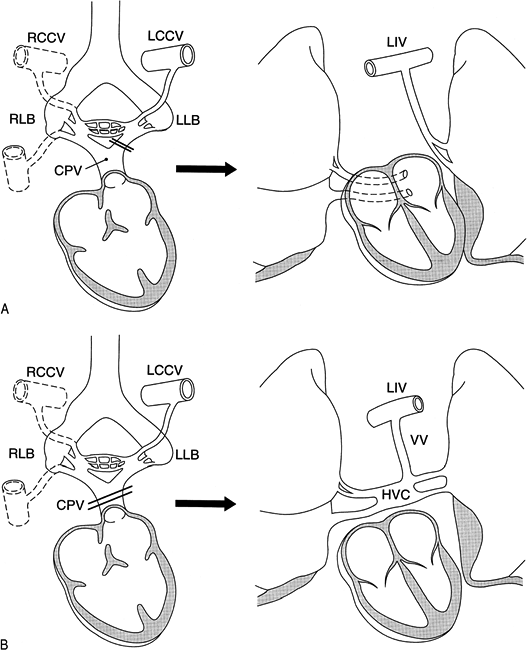 RCCV LCCV LIV
RLB LLB
CPV
A
RCCV LCCV
LIV
RLB LLB VV
CPV HVC
B